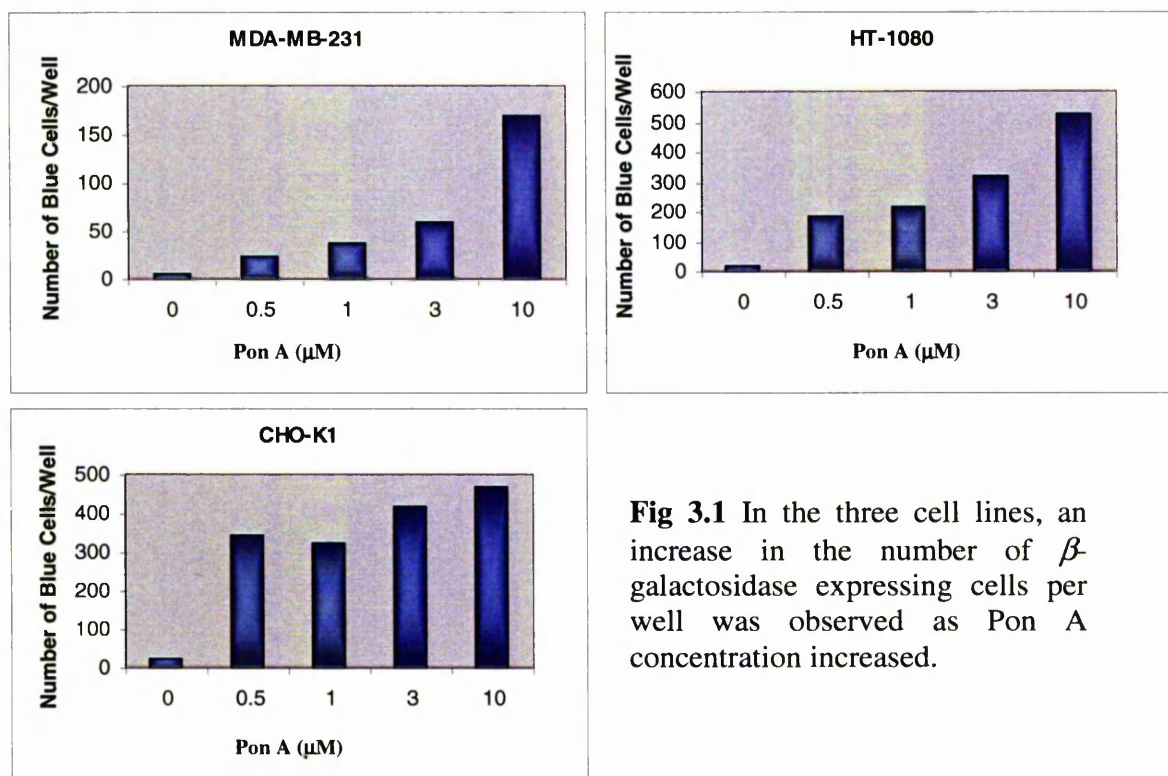 MDA-MB-231
Number of Blue Cells/Well
200
150
100
50
0
0 0.5 1 3 10
Pon A (μM)
HT-1080
Number of Blue Cells/Well
600
500
400
300
200
100
0
0 0.5 1 3 10
Pon A (μM)
CHO-K1
Number of Blue Cells/Well
500
400
300
200
100
0
0 0.5 1 3 10
Pon A (μM)
Fig 3.1 In the three cell lines, an
increase in the number of β-
galactosidase expressing cells per
well was observed as Pon A
concentration increased.